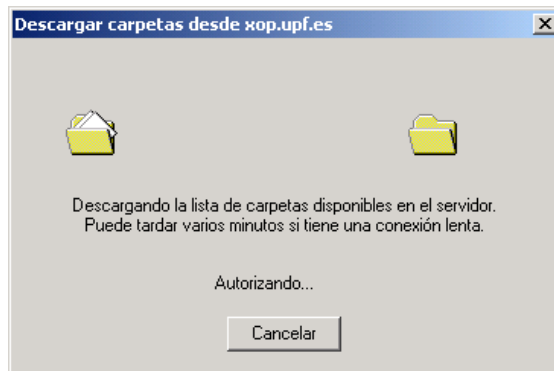 Descargar carpetas desde xop.upf.es
Descargando la lista de carpetas disponibles en el servidor.
Puede tardar varios minutos si tiene una conexión lenta.
Autorizando...
Cancelar